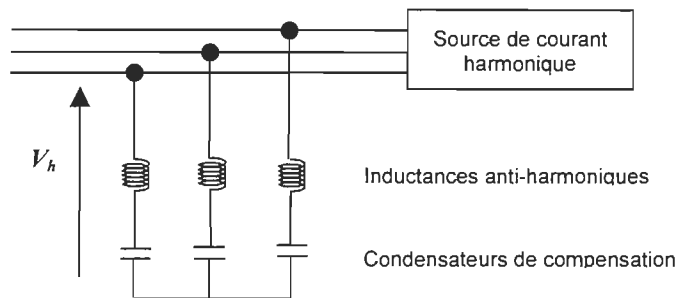 Source de courant
harmonique
V_h
Inductances anti-harmoniques
Condensateurs de compensation